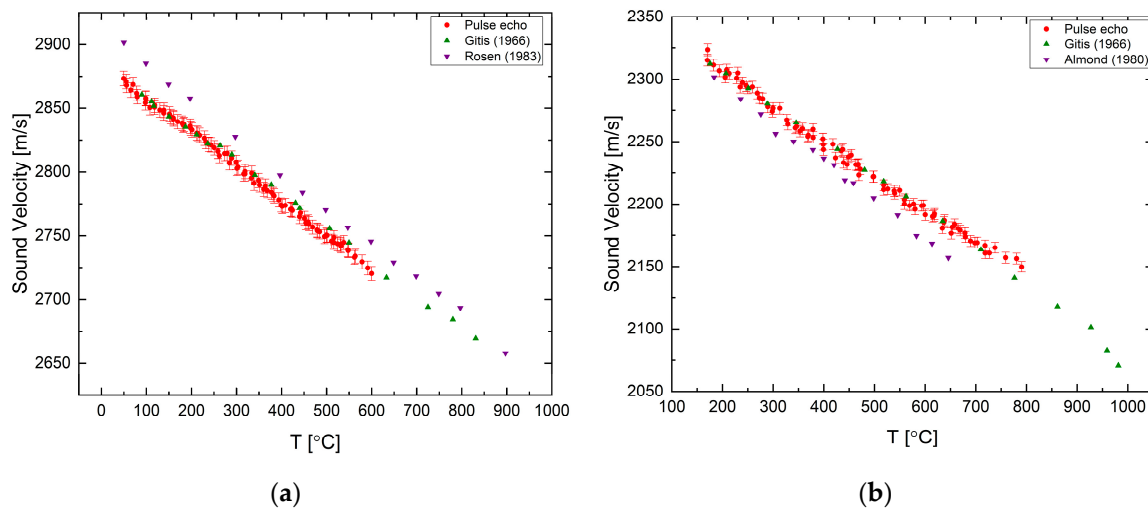 Pulse echo
Gitis (1966)
Rosen (1983)
2900
2850
2800
2750
2700
2650
Sound Velocity [m/s]
0 100 200 300 400 500 600 700 800 900 1000
T [°C]
(a)
Pulse echo
Gitis (1966)
Almond (1980)
2350
2300
2250
2200
2150
2100
2050
Sound Velocity [m/s]
100 200 300 400 500 600 700 800 900 1000
T [°C]
(b)